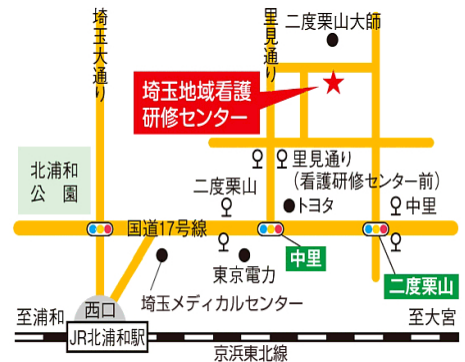 二度栗山大師
埼玉大通り
里見通り
埼玉地域看護
研修センター
北浦和
公園
里見通り
(看護研修センター前)
二度栗山
トヨタ
中里
国道17号線
中里
東京電力
二度栗山
埼玉メディカルセンター
西口
至浦和
至大宮
JR北浦和駅
京浜東北線